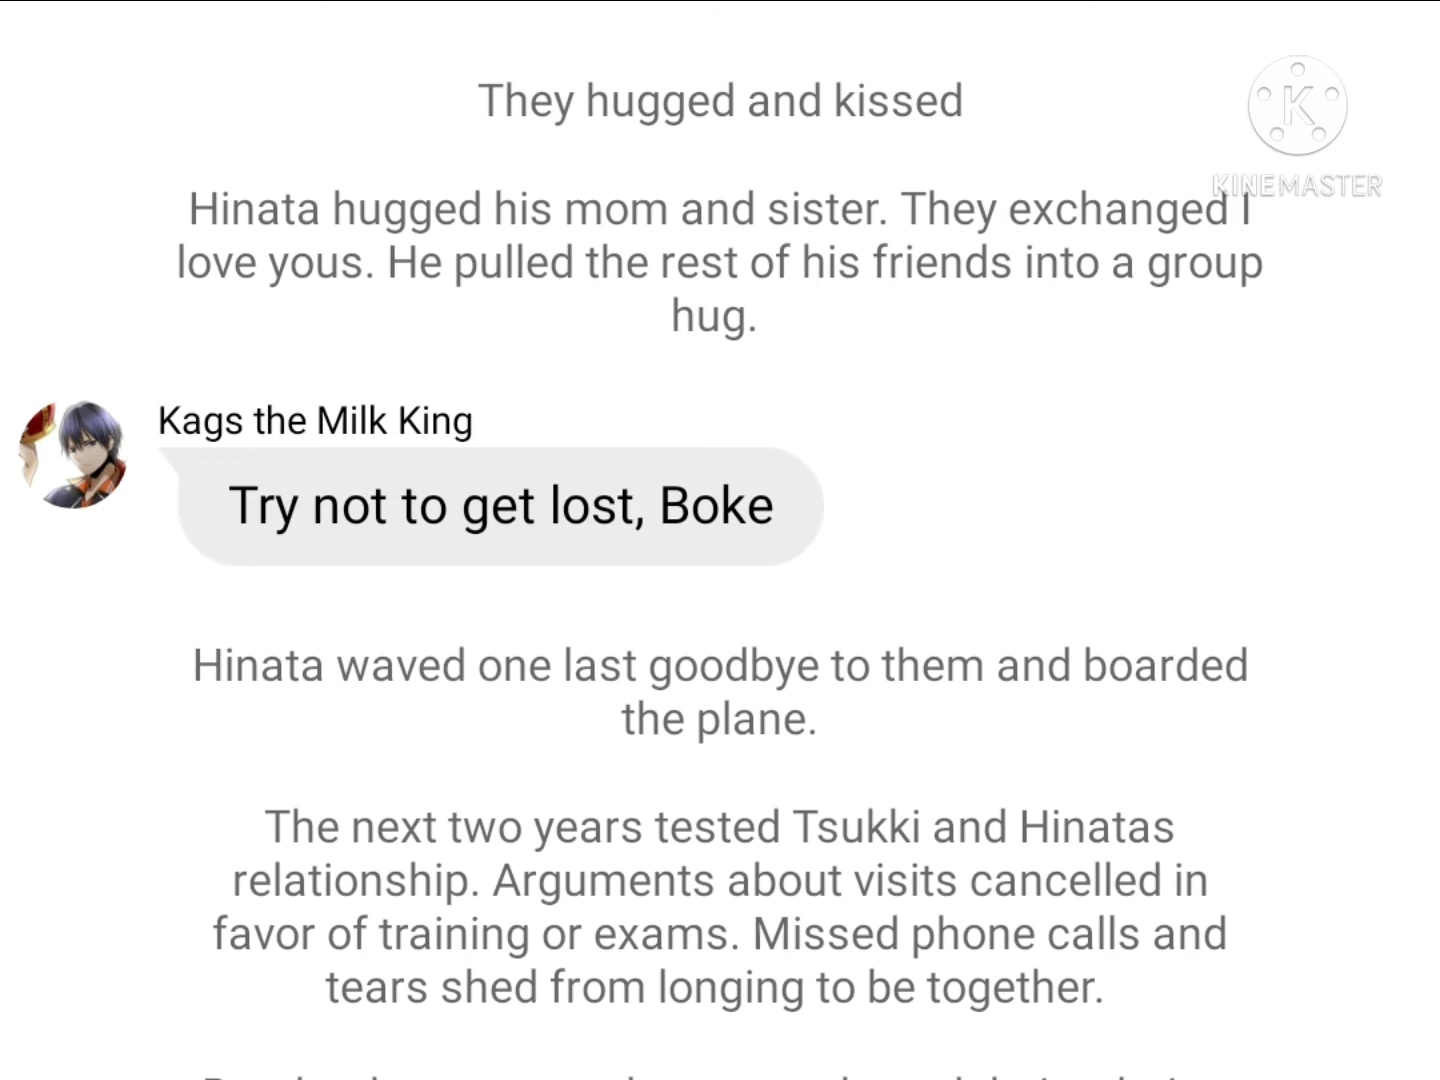 They hugged and kissed
K
KINEMASTER
Hinata hugged his mom and sister. They exchanged I
love yous. He pulled the rest of his friends into a group
hug.
Kags the Milk King
Try not to get lost, Boke
Hinata waved one last goodbye to them and boarded
the plane.
The next two years tested Tsukki and Hinatas
relationship. Arguments about visits cancelled in
favor of training or exams. Missed phone calls and
tears shed from longing to be together.